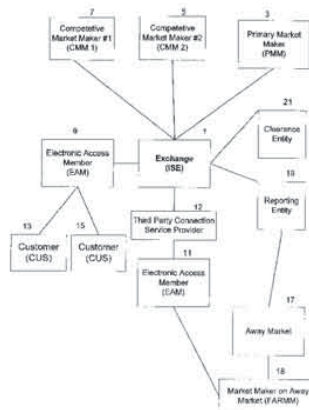 7
5
3
Competetive
Market Maker #1
(CMM 1)
Competetive
Market Maker #2
(CMM 2)
Primary Market
Maker
(PMM)
21
9
1
Electronic Access
Member
(EAM)
Exchange
(ISE)
Clearance
Entity
19
Reporting
Entity
12
13
15
Third Party Connection
Service Provider
Customer
(CUS)
Customer
(CUS)
11
Electronic Access
Member
(EAM)
17
Away Market
18
Market Maker on Away
Market (FARMM)